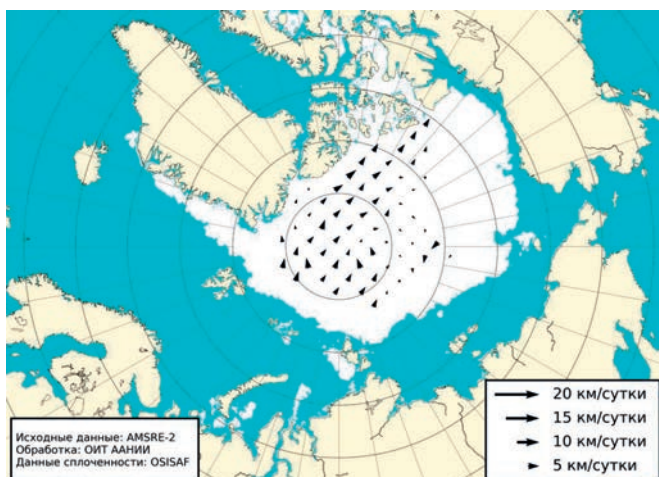 Исходные данные: AMSRE-2
Обработка: ОИТ ААНИИ
Данные сплоченности: OSISAF
20 км/сутки
15 км/сутки
10 км/сутки
5 км/сутки